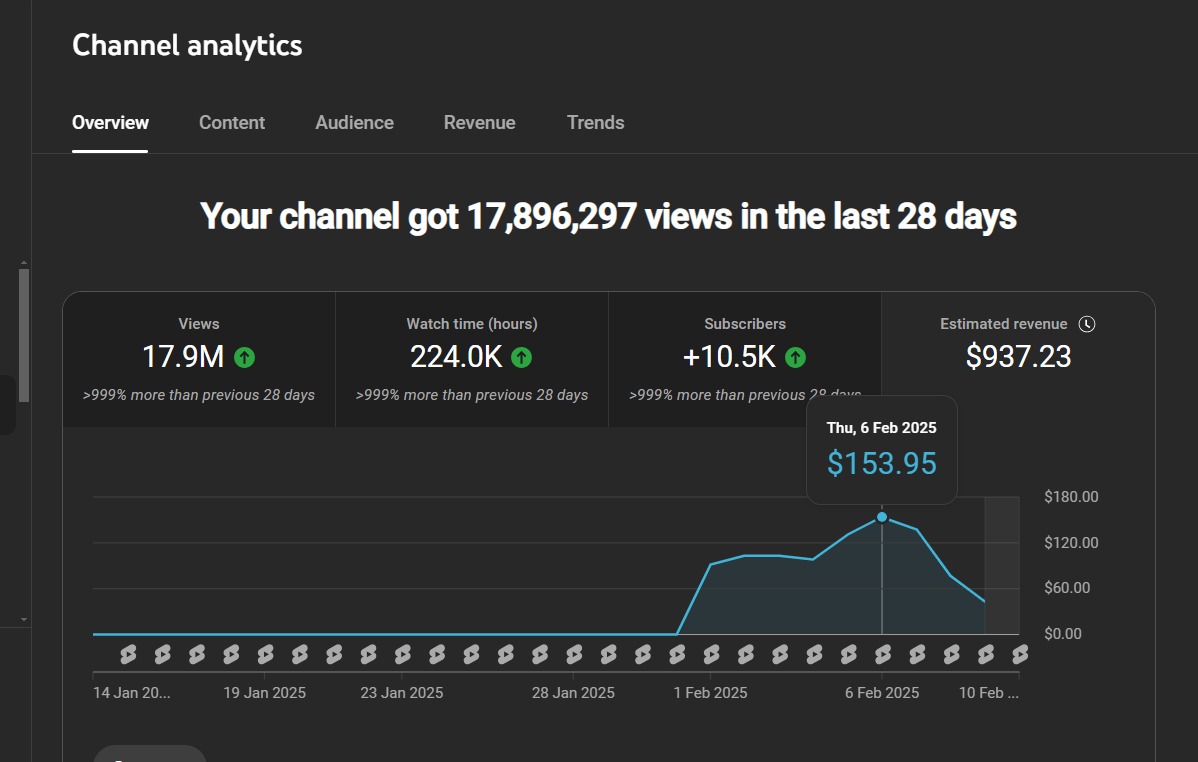 Channel analytics
Overview Content Audience Revenue Trends
Your channel got 17,896,297 views in the last 28 days
Views
17.9M
>999% more than previous 28 days
Watch time (hours)
224.0K
>999% more than previous 28 days
Subscribers
+10.5K
>999% more than previous 28 days
Estimated revenue
$937.23
Thu, 6 Feb 2025
$153.95
$180.00
$120.00
$60.00
$0.00
14 Jan 20... 19 Jan 2025 23 Jan 2025 28 Jan 2025 1 Feb 2025 6 Feb 2025 10 Feb ...